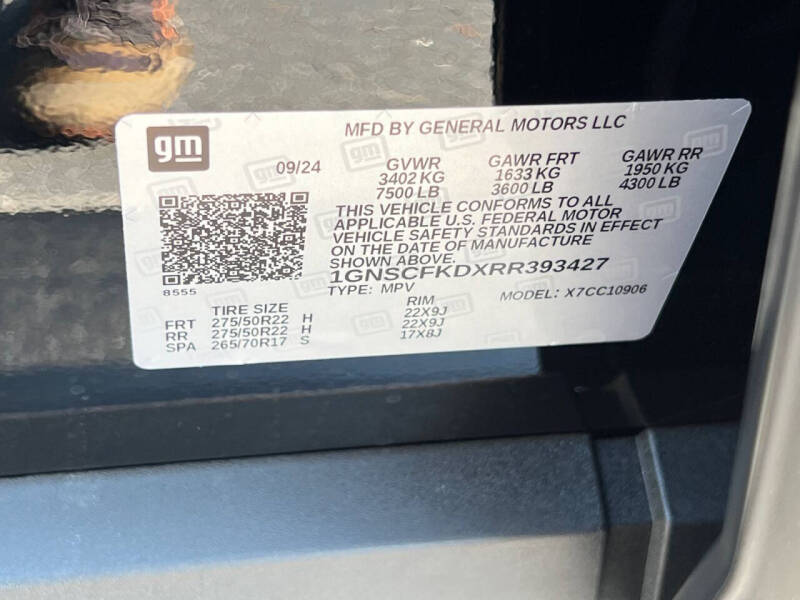 gm
MFD BY GENERAL MOTORS LLC
09/24
GVWR GAWR FRT GAWR RR
3402 KG 1633 KG 1950 KG
7500 LB 3600 LB 4300 LB
THIS VEHICLE CONFORMS TO ALL
APPLICABLE U.S. FEDERAL MOTOR
VEHICLE SAFETY STANDARDS IN EFFECT
ON THE DATE OF MANUFACTURE
SHOWN ABOVE.
1GNSCFKDXRR393427
8555
TYPE: MPV MODEL: X7CC10906
TIRE SIZE RIM
FRT 275/50R22 H 22X9J
RR 275/50R22 H 22X9J
SPA 265/70R17 S 17X8J